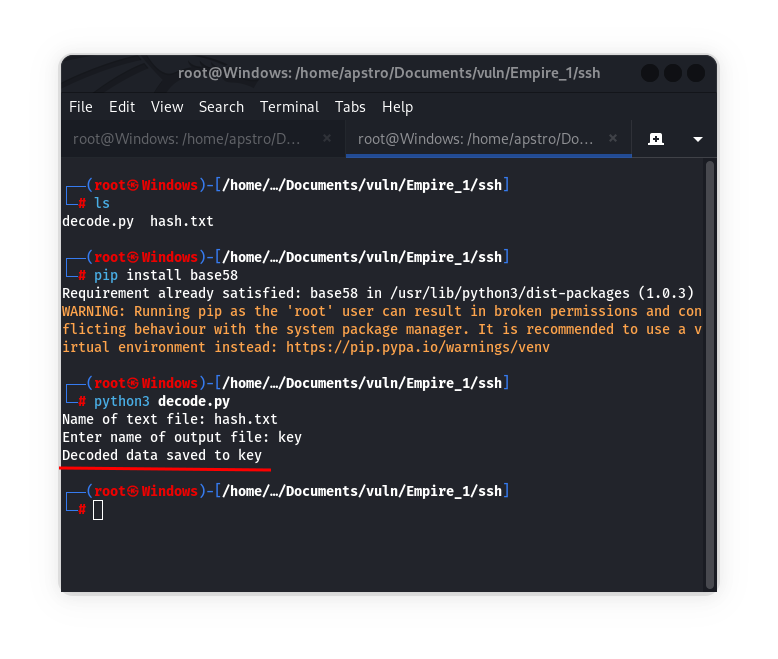 root@Windows: /home/apstro/Documents/vuln/Empire_1/ssh
File Edit View Search Terminal Tabs Help
root@Windows: /home/apstro/D... × root@Windows: /home/apstro/Do... ×
┌──(root㉿Windows)-[/home/…/Documents/vuln/Empire_1/ssh]
└─# ls
decode.py  hash.txt
┌──(root㉿Windows)-[/home/…/Documents/vuln/Empire_1/ssh]
└─# pip install base58
Requirement already satisfied: base58 in /usr/lib/python3/dist-packages (1.0.3)
WARNING: Running pip as the 'root' user can result in broken permissions and con
flicting behaviour with the system package manager. It is recommended to use a v
irtual environment instead: https://pip.pypa.io/warnings/venv
┌──(root㉿Windows)-[/home/…/Documents/vuln/Empire_1/ssh]
└─# python3 decode.py
Name of text file: hash.txt
Enter name of output file: key
Decoded data saved to key
┌──(root㉿Windows)-[/home/…/Documents/vuln/Empire_1/ssh]
└─#